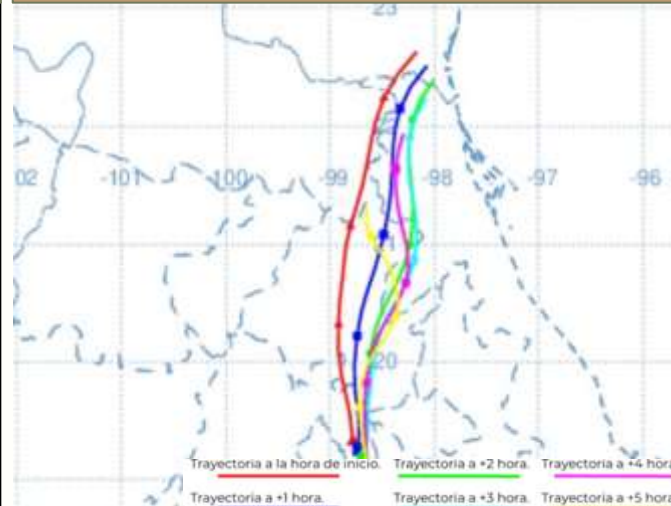 23
02 -101 -100 -99 -98 -97 -96
20
Trayectoria a la hora de inicio. Trayectoria a +2 hora. Trayectoria a +4 hora
Trayectoria a +1 hora. Trayectoria a +3 hora. Trayectoria a +5 hora